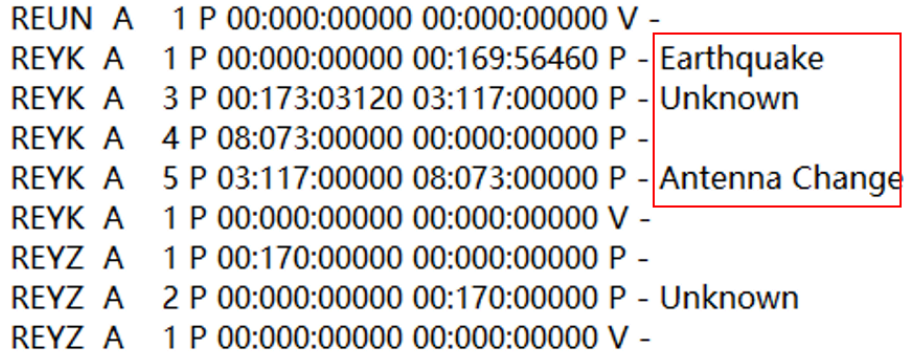 REUN A 1 P 00:000:00000 00:000:00000 V -
REYK A 1 P 00:000:00000 00:169:56460 P - Earthquake
REYK A 3 P 00:173:03120 03:117:00000 P - Unknown
REYK A 4 P 08:073:00000 00:000:00000 P -
REYK A 5 P 03:117:00000 08:073:00000 P - Antenna Change
REYK A 1 P 00:000:00000 00:000:00000 V -
REYZ A 1 P 00:170:00000 00:000:00000 P -
REYZ A 2 P 00:000:00000 00:170:00000 P - Unknown
REYZ A 1 P 00:000:00000 00:000:00000 V -